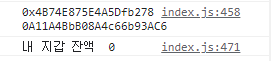 0x4B74E875E4A5Dfb278 index.js:458
0A11A4BbB08A4c66b93AC6
내 지갑 잔액 0 index.js:471